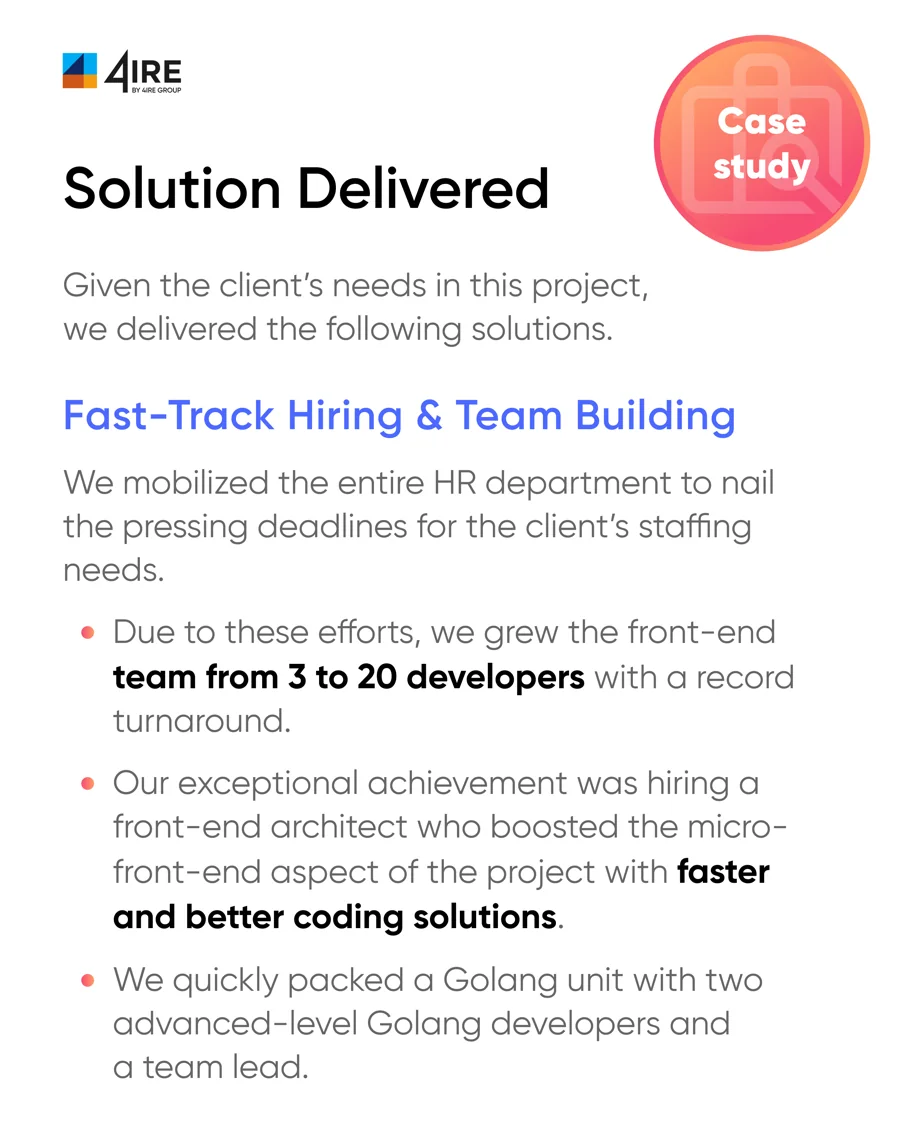 4IRE
BY 4IRE GROUP
Case
study
Solution Delivered
Given the client’s needs in this project,
we delivered the following solutions.
Fast-Track Hiring & Team Building
We mobilized the entire HR department to nail
the pressing deadlines for the client’s staffing
needs.
Due to these efforts, we grew the front-end
team from 3 to 20 developers with a record
turnaround.
Our exceptional achievement was hiring a
front-end architect who boosted the micro-
front-end aspect of the project with faster
and better coding solutions.
We quickly packed a Golang unit with two
advanced-level Golang developers and
a team lead.